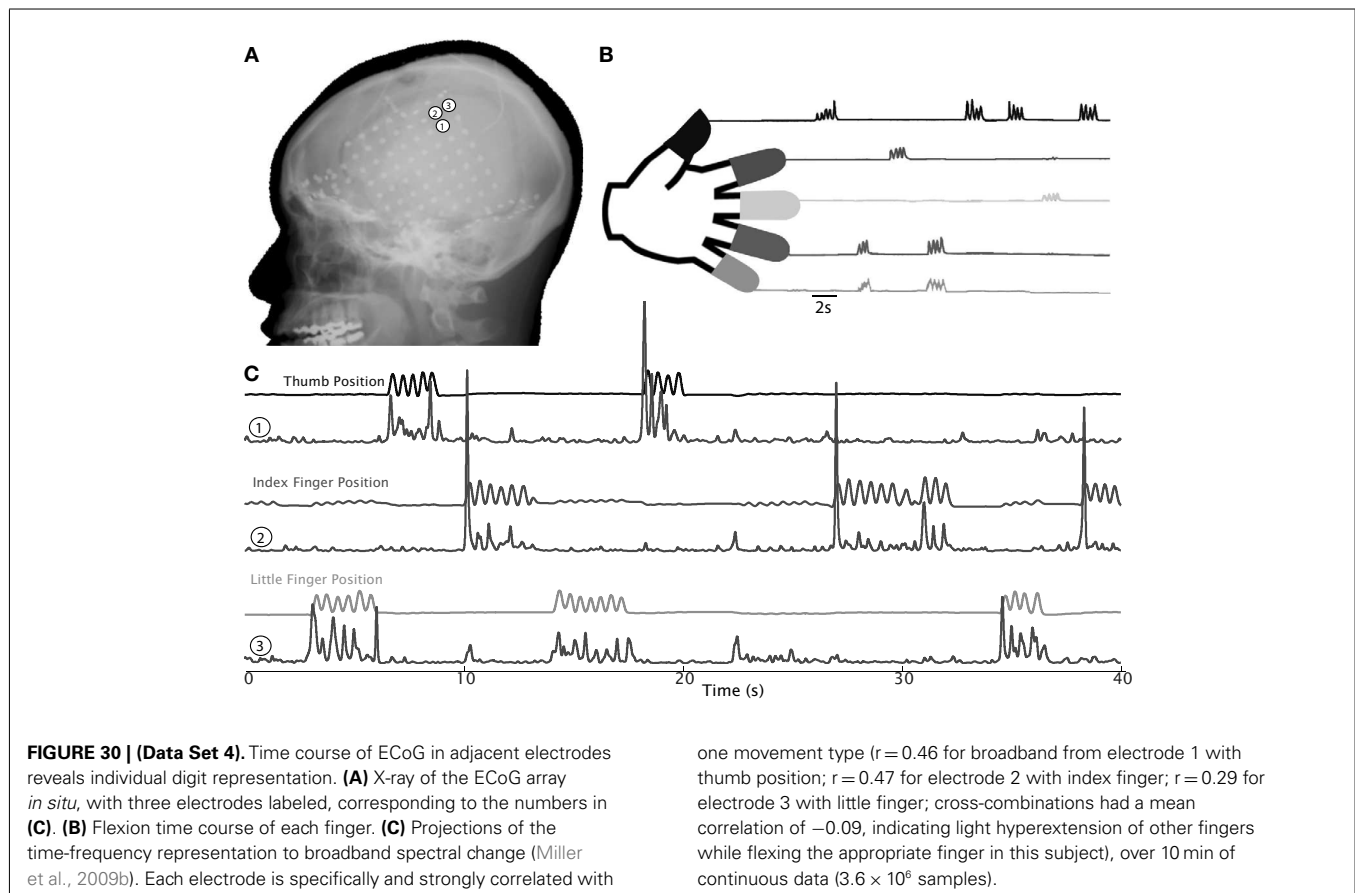 A
B
3
2
1
2s
C
Thumb Position
1
Index Finger Position
2
Little Finger Position
3
0
10
20
30
40
Time (s)
FIGURE 30 | (Data Set 4). Time course of ECoG in adjacent electrodes
reveals individual digit representation. (A) X-ray of the ECoG array
in situ, with three electrodes labeled, corresponding to the numbers in
(C). (B) Flexion time course of each finger. (C) Projections of the
time-frequency representation to broadband spectral change (Miller
et al., 2009b). Each electrode is specifically and strongly correlated with
one movement type (r = 0.46 for broadband from electrode 1 with
thumb position; r = 0.47 for electrode 2 with index finger; r = 0.29 for
electrode 3 with little finger; cross-combinations had a mean
correlation of −0.09, indicating light hyperextension of other fingers
while flexing the appropriate finger in this subject), over 10 min of
continuous data (3.6 × 10⁶ samples).